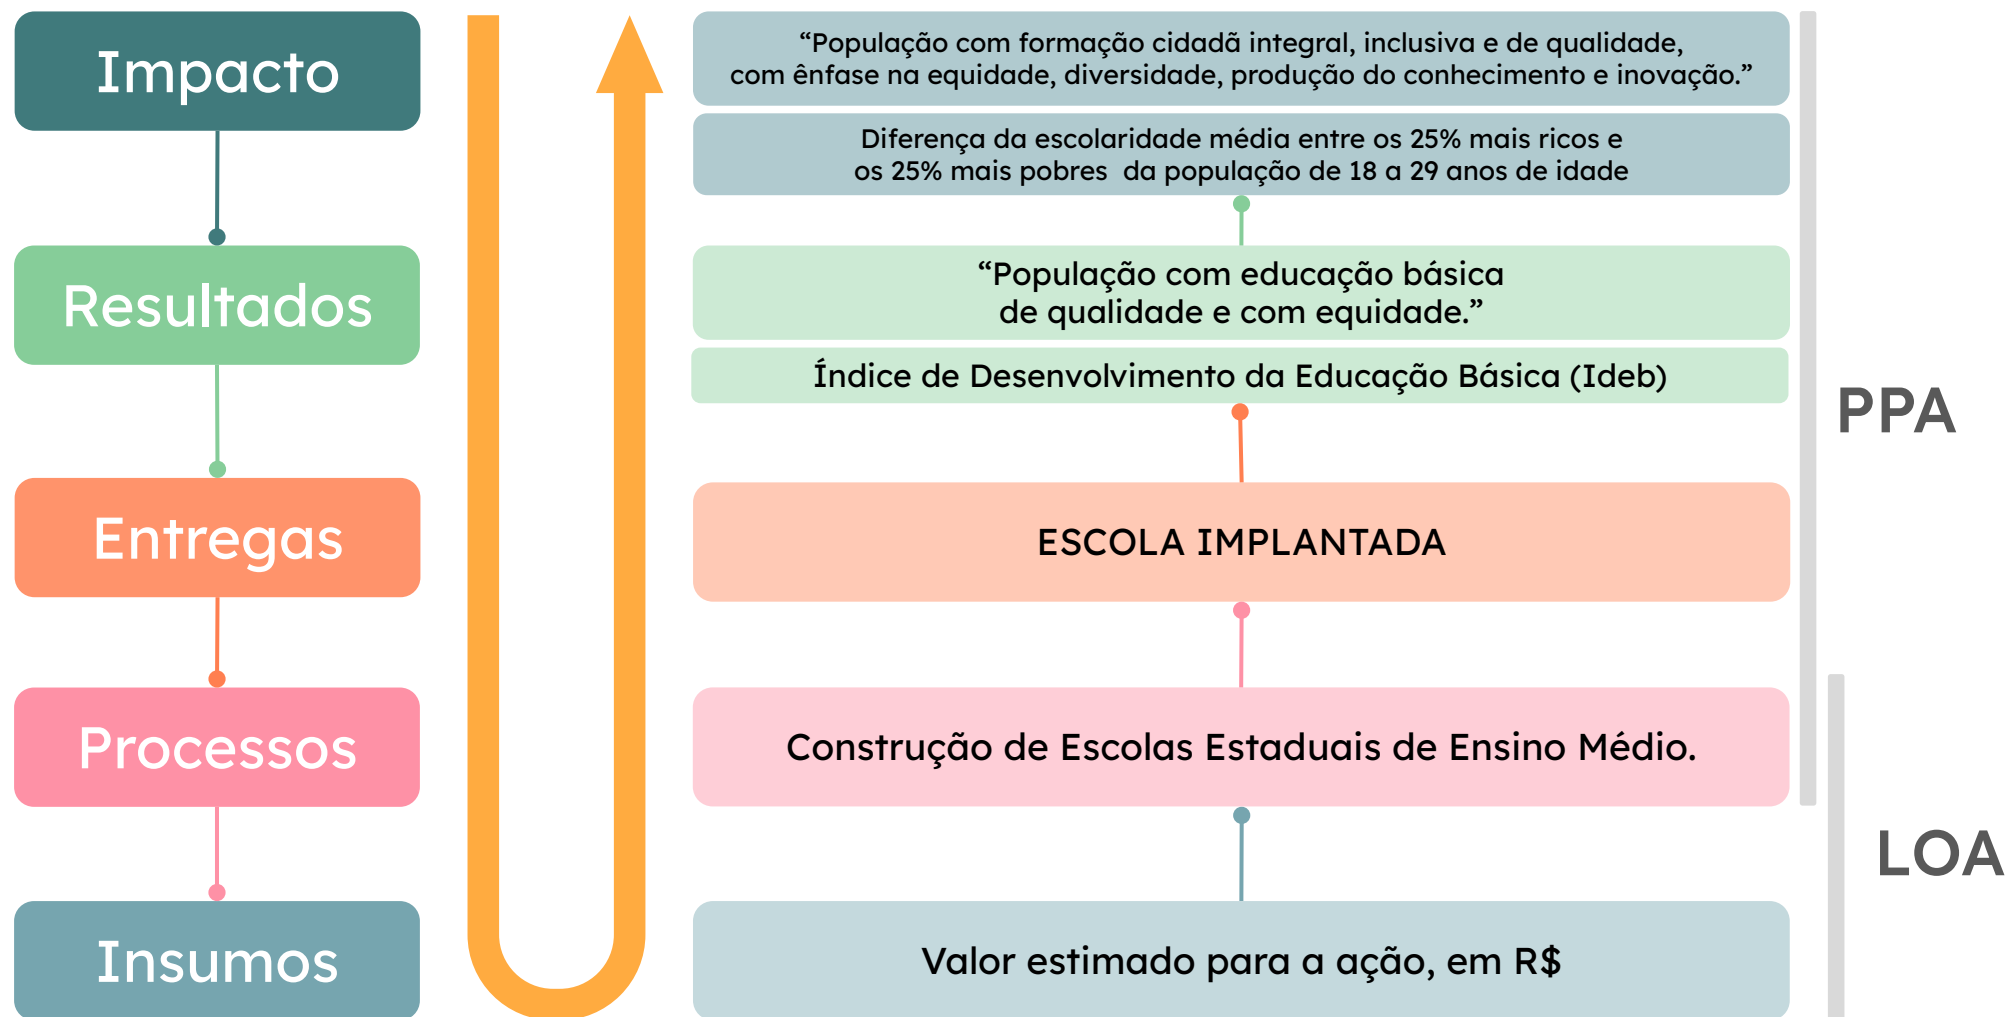 Impacto
“População com formação cidadã integral, inclusiva e de qualidade,
com ênfase na equidade, diversidade, produção do conhecimento e inovação.”
Diferença da escolaridade média entre os 25% mais ricos e
os 25% mais pobres da população de 18 a 29 anos de idade
Resultados
“População com educação básica
de qualidade e com equidade.”
Índice de Desenvolvimento da Educação Básica (Ideb)
PPA
Entregas
ESCOLA IMPLANTADA
Processos
Construção de Escolas Estaduais de Ensino Médio.
LOA
Insumos
Valor estimado para a ação, em R$